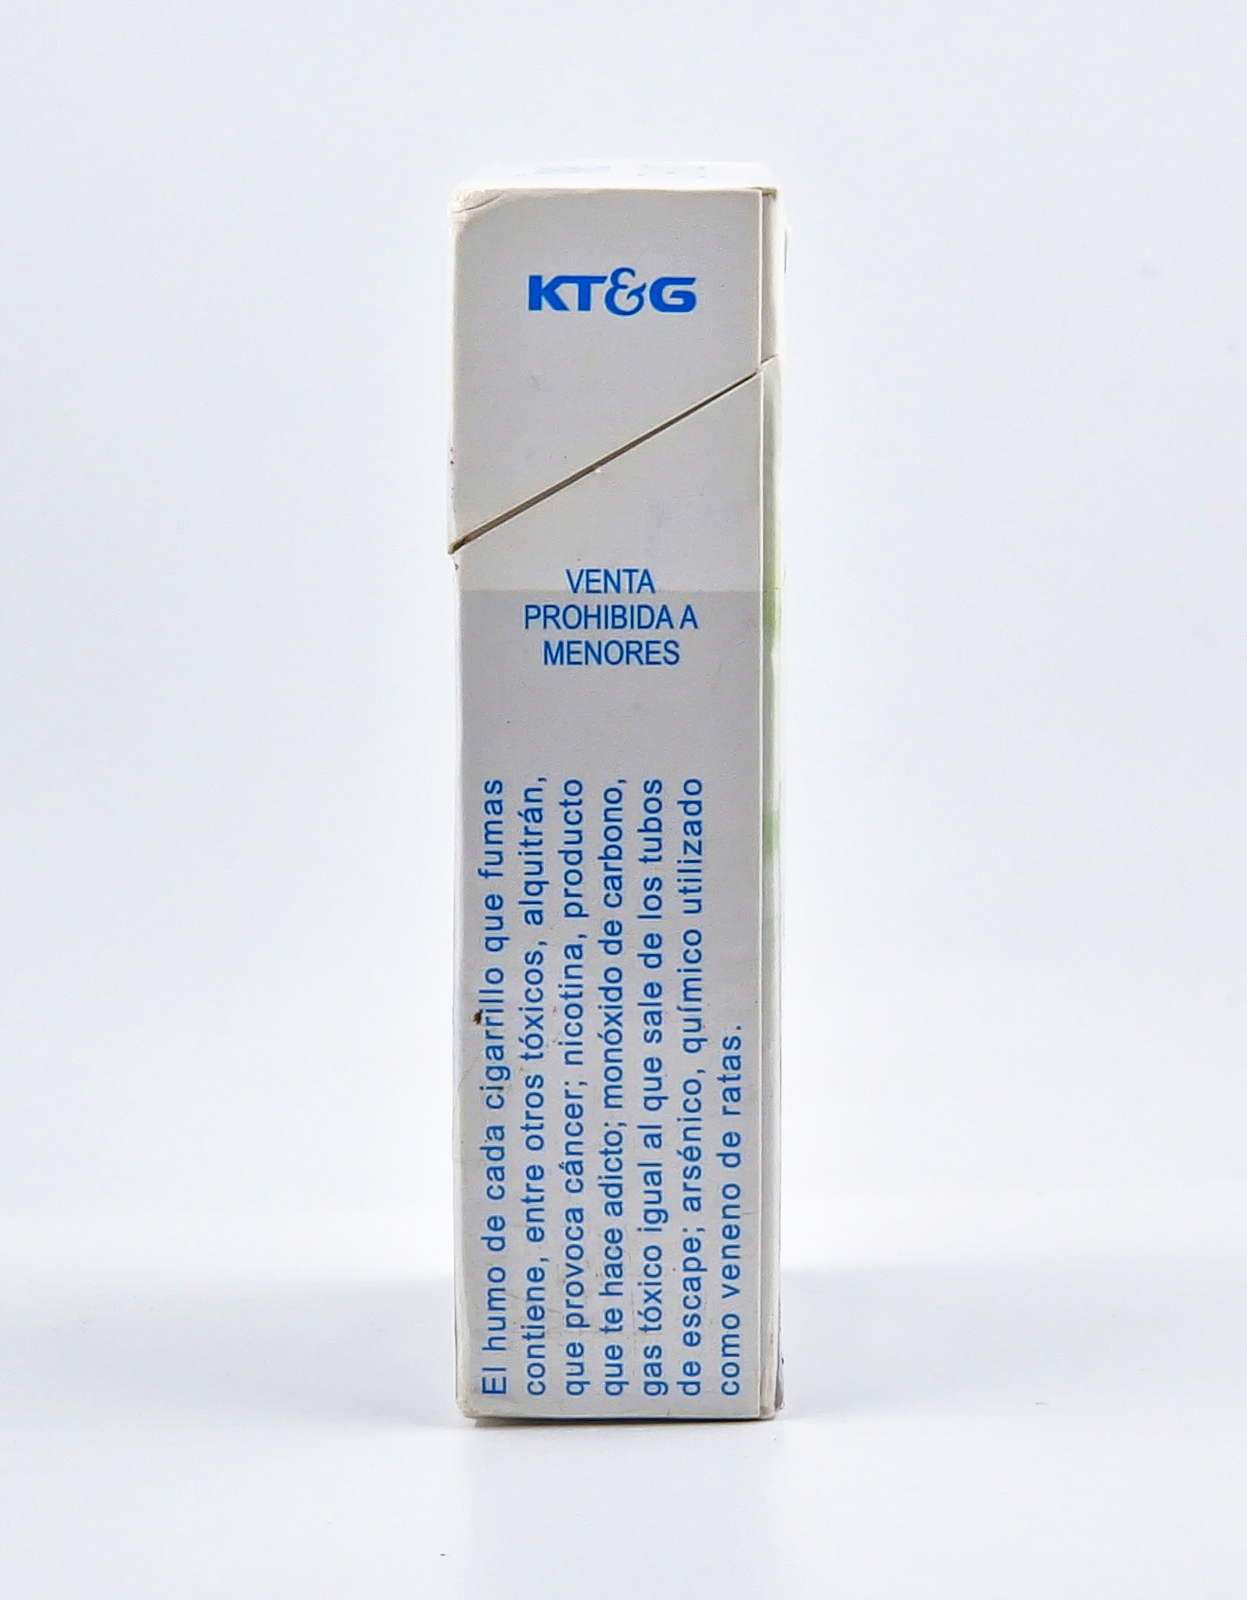 KT&G
VENTA
PROHIBIDA A
MENORES
El humo de cada cigarrillo que fumas
contiene, entre otros tóxicos, alquitrán,
que provoca cáncer; nicotina, producto
que te hace adicto; monóxido de carbono,
gas tóxico igual al que sale de los tubos
de escape; arsénico, químico utilizado
como veneno de ratas.